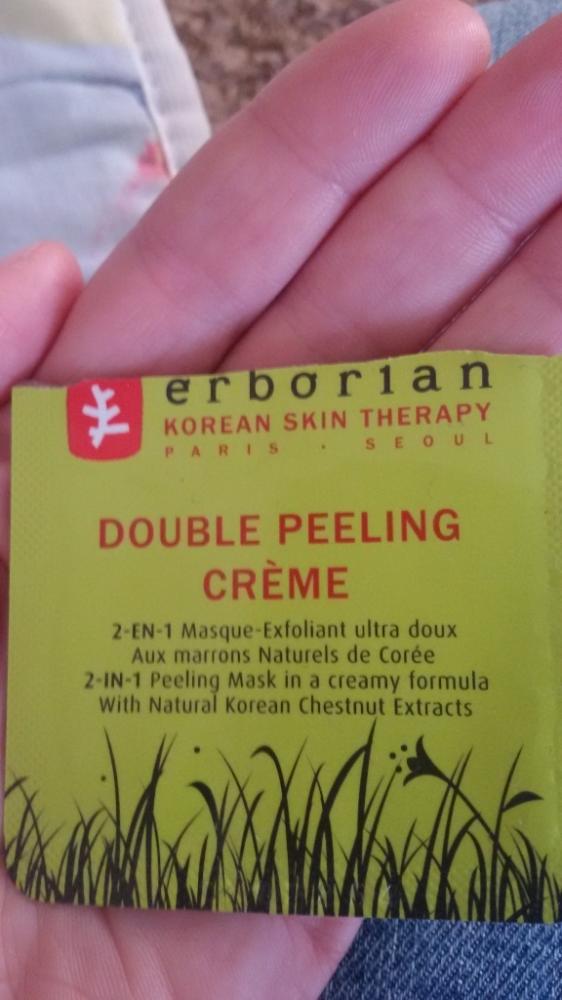 erborian
KOREAN SKIN THERAPY
PARIS · SEOUL
DOUBLE PEELING
CRÈME
2-EN-1 Masque-Exfoliant ultra doux
Aux marrons Naturels de Corée
2-IN-1 Peeling Mask in a creamy formula
With Natural Korean Chestnut Extracts